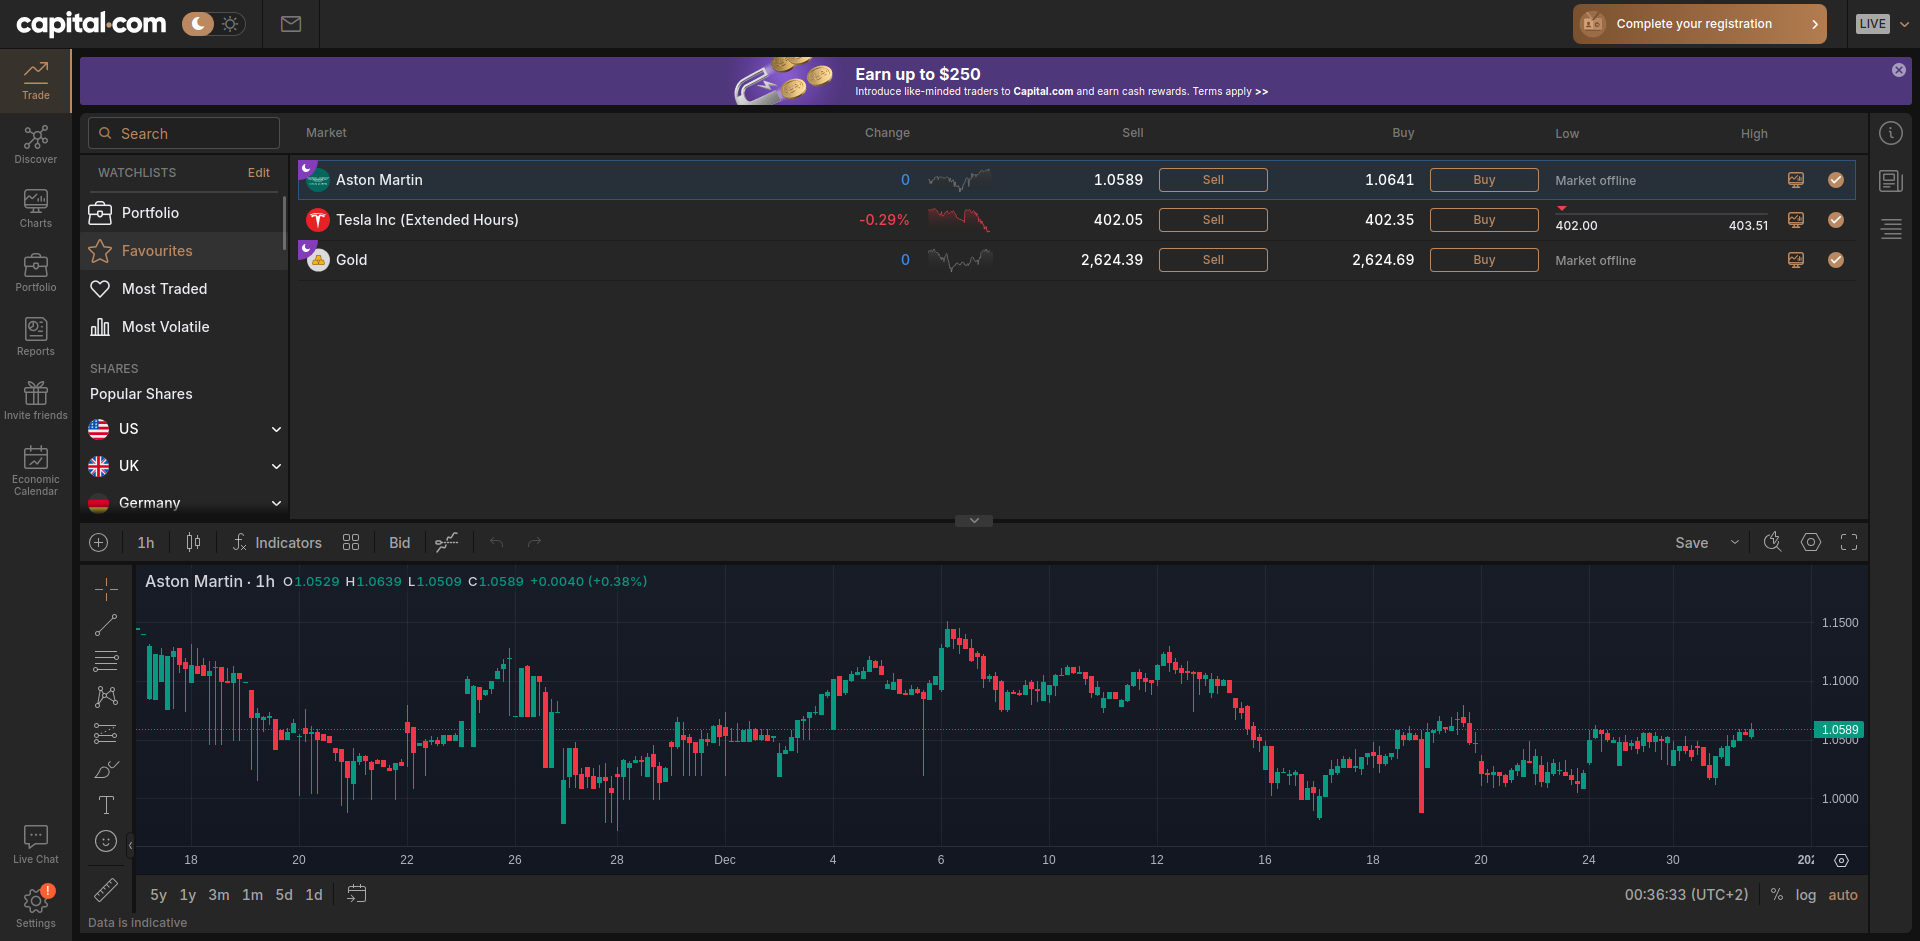 capital.com
Complete your registration
LIVE
Trade
Discover
Charts
Portfolio
Reports
Invite friends
Economic
Calendar
Live Chat
!
Settings
Earn up to $250
Introduce like-minded traders to Capital.com and earn cash rewards. Terms apply >>
Search
Market Change Sell Buy Low High
WATCHLISTS Edit
Portfolio
Favourites
Most Traded
Most Volatile
SHARES
Popular Shares
US
UK
Germany
Aston Martin 0 1.0589 Sell 1.0641 Buy Market offline
Tesla Inc (Extended Hours) -0.29% 402.05 Sell 402.35 Buy 402.00 403.51
Gold 0 2,624.39 Sell 2,624.69 Buy Market offline
1h Indicators Bid Save
Aston Martin · 1h O1.0529 H1.0639 L1.0509 C1.0589 +0.0040 (+0.38%)
1.1500
1.1000
1.0589
1.0500
1.0000
18 20 22 26 28 Dec 4 6 10 12 16 18 20 24 30 202
5y 1y 3m 1m 5d 1d 00:36:33 (UTC+2) % log auto
Data is indicative